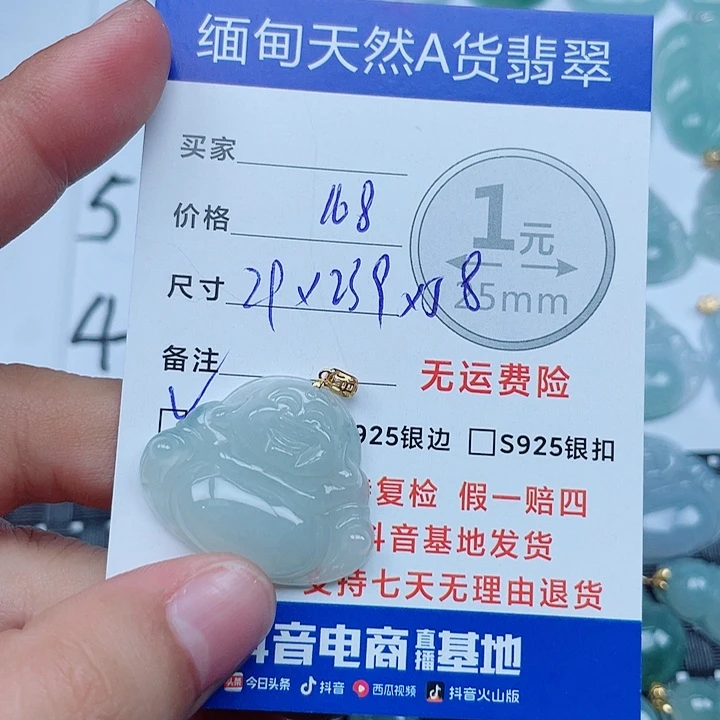 缅甸天然A货翡翠
买家
价格 168
1元
25mm
尺寸
备注
无运费险
925银边 □S925银扣
复检 假一赔四
抖音基地发货
支持七天无理由退货
抖音电商直播基地
头条 今日头条 抖音 西瓜视频 抖音火山版
5
4